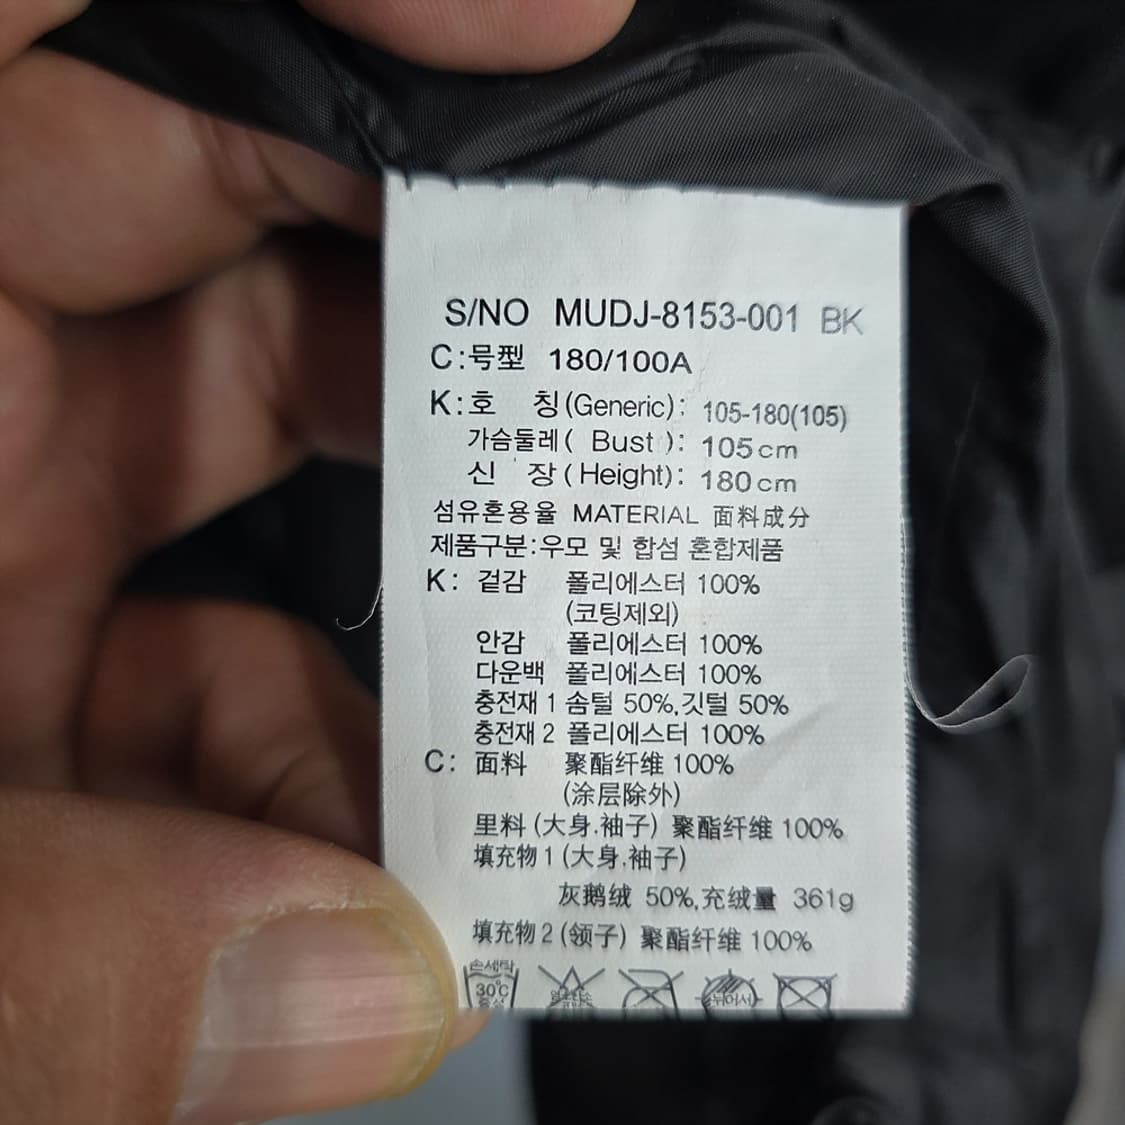 S/NO MUDJ-8153-001 BK
C:号型 180/100A
K:호 칭(Generic): 105-180(105)
가슴둘레( Bust ): 105cm
신 장(Height): 180cm
섬유혼용율 MATERIAL 面料成分
제품구분:우모 및 합섬 혼합제품
K: 겉감 폴리에스터 100%
(코팅제외)
안감 폴리에스터 100%
다운백 폴리에스터 100%
충전재 1 솜털 50%,깃털 50%
충전재 2 폴리에스터 100%
C: 面料 聚酯纤维 100%
(涂层除外)
里料 (大身.袖子) 聚酯纤维 100%
填充物 1 (大身.袖子)
灰鹅绒 50%,充绒量 361g
填充物 2 (领子) 聚酯纤维 100%
손세탁
30℃
중성